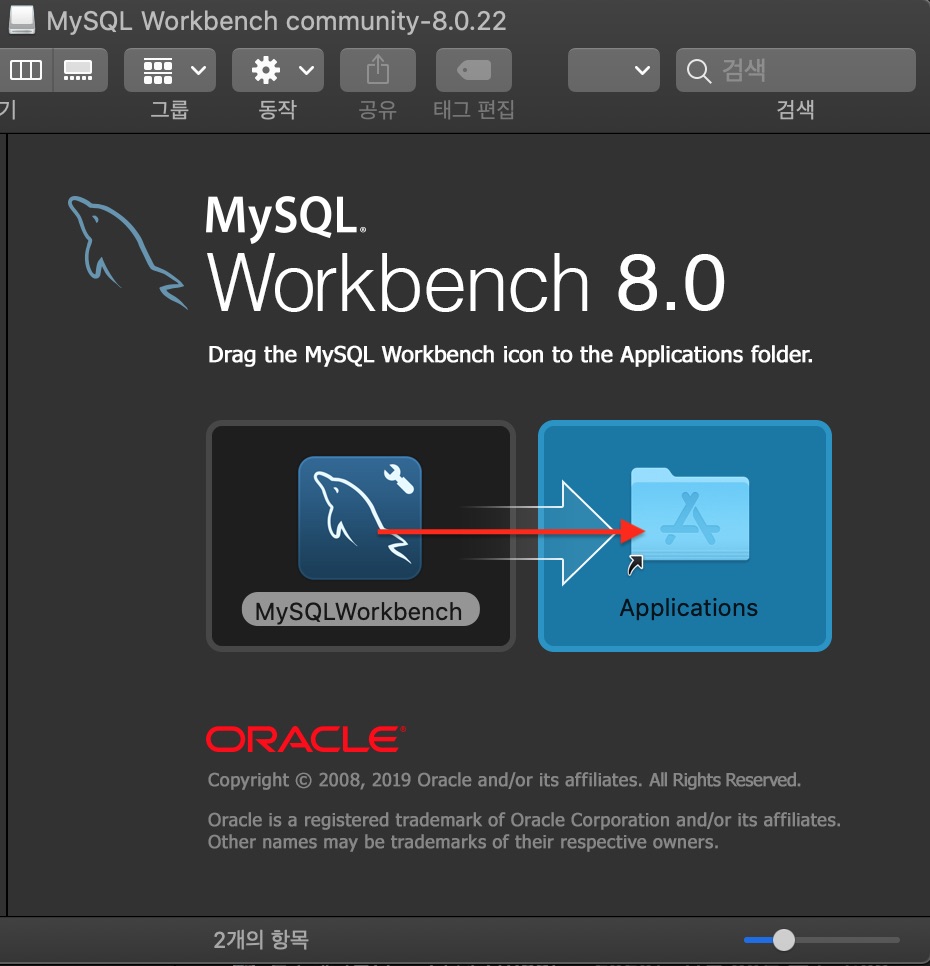 MySQL Workbench community-8.0.22
검색
기
그룹
동작
공유
태그 편집
검색
MySQL®
Workbench 8.0
Drag the MySQL Workbench icon to the Applications folder.
MySQLWorkbench
Applications
ORACLE®
Copyright © 2008, 2019 Oracle and/or its affiliates. All Rights Reserved.
Oracle is a registered trademark of Oracle Corporation and/or its affiliates.
Other names may be trademarks of their respective owners.
2개의 항목